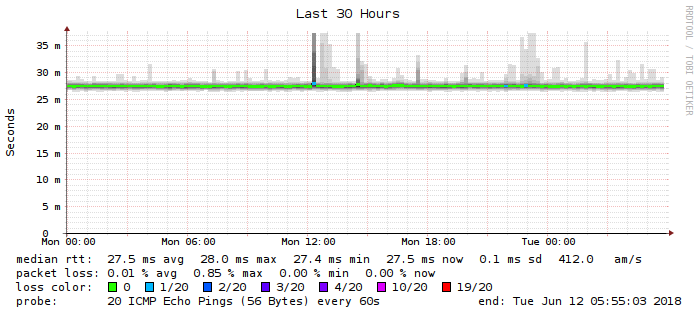 Last 30 Hours
RRDTOOL / TOBI OETIKER
Seconds
35 m
30 m
25 m
20 m
15 m
10 m
5 m
0
Mon 00:00 Mon 06:00 Mon 12:00 Mon 18:00 Tue 00:00
median rtt: 27.5 ms avg 28.0 ms max 27.4 ms min 27.5 ms now 0.1 ms sd 412.0 am/s
packet loss: 0.01 % avg 0.85 % max 0.00 % min 0.00 % now
loss color: 0 1/20 2/20 3/20 4/20 10/20 19/20
probe: 20 ICMP Echo Pings (56 Bytes) every 60s end: Tue Jun 12 05:55:03 2018